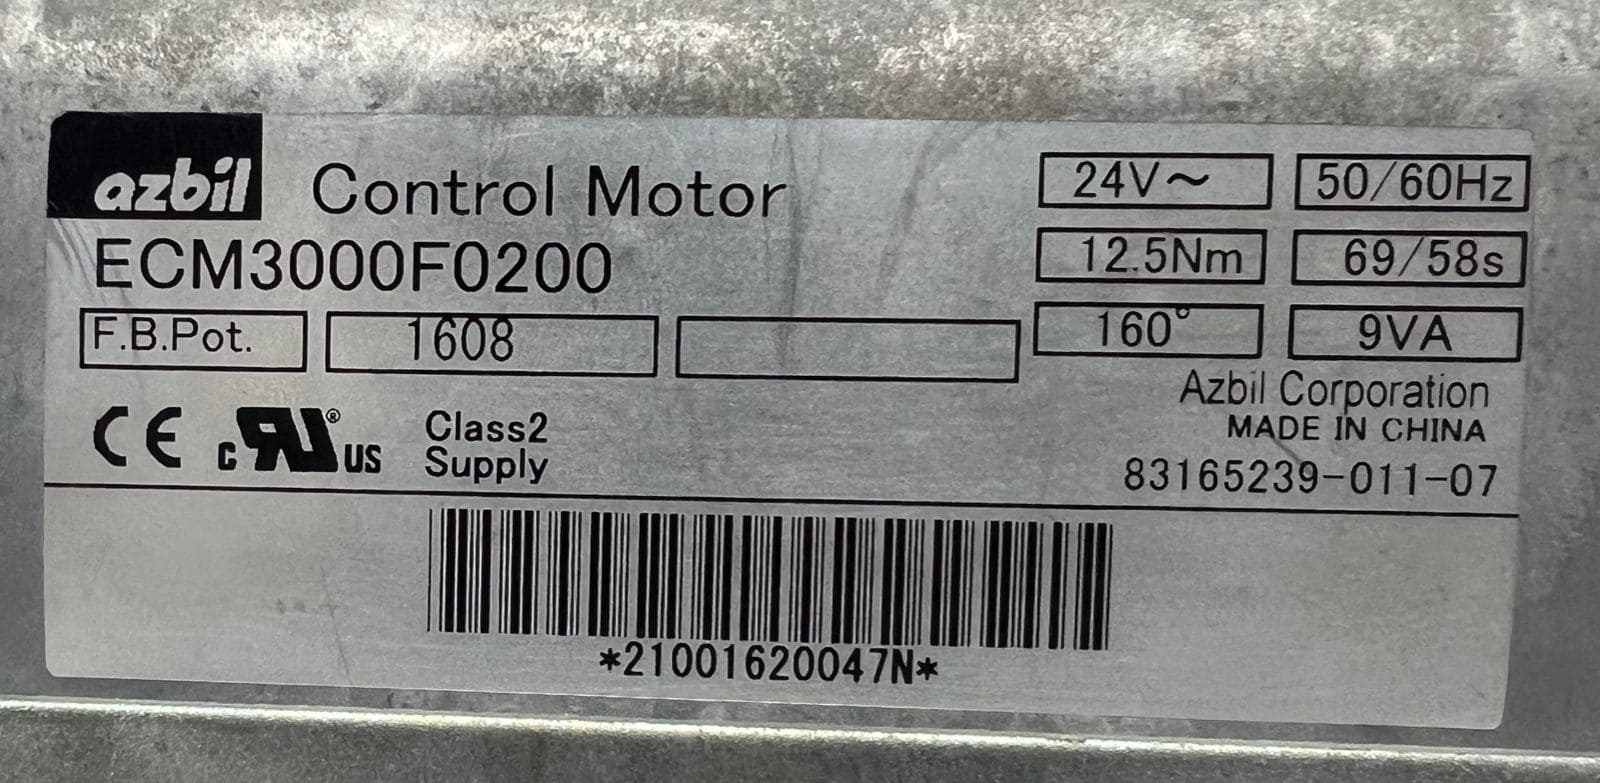 azbil Control Motor
ECM3000F0200
F.B.Pot. 1608
24V～ 50/60Hz
12.5Nm 69/58s
160° 9VA
CE c RU ® US Class2 Supply
Azbil Corporation
MADE IN CHINA
83165239-011-07
*21001620047N*